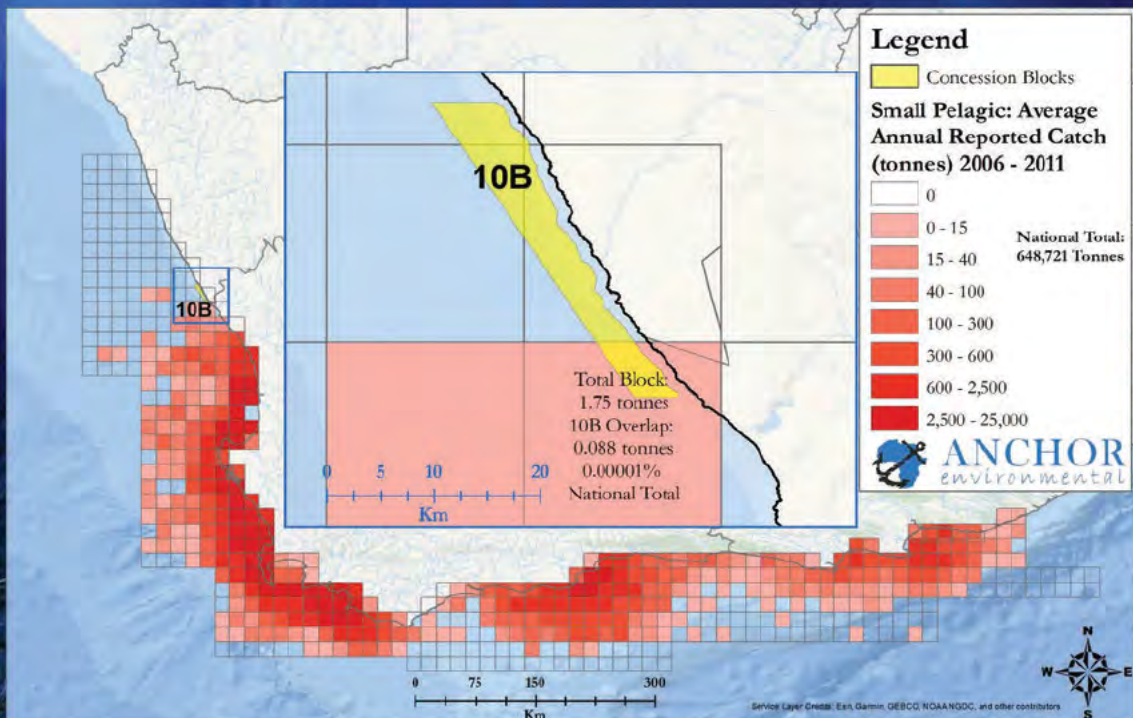 Legend
Concession Blocks
Small Pelagic: Average
Annual Reported Catch
(tonnes) 2006 - 2011
0
0 - 15
15 - 40
40 - 100
100 - 300
300 - 600
600 - 2,500
2,500 - 25,000
National Total:
648,721 Tonnes
ANCHOR
environmental
10B
10B
Total Block:
1.75 tonnes
10B Overlap:
0.088 tonnes
0.00001%
National Total
0 5 10 20
Km
0 75 150 300
Km
N
W E
S
Service Layer Credits: Esri, Garmin, GEBCO, NOAA NGDC, and other contributors